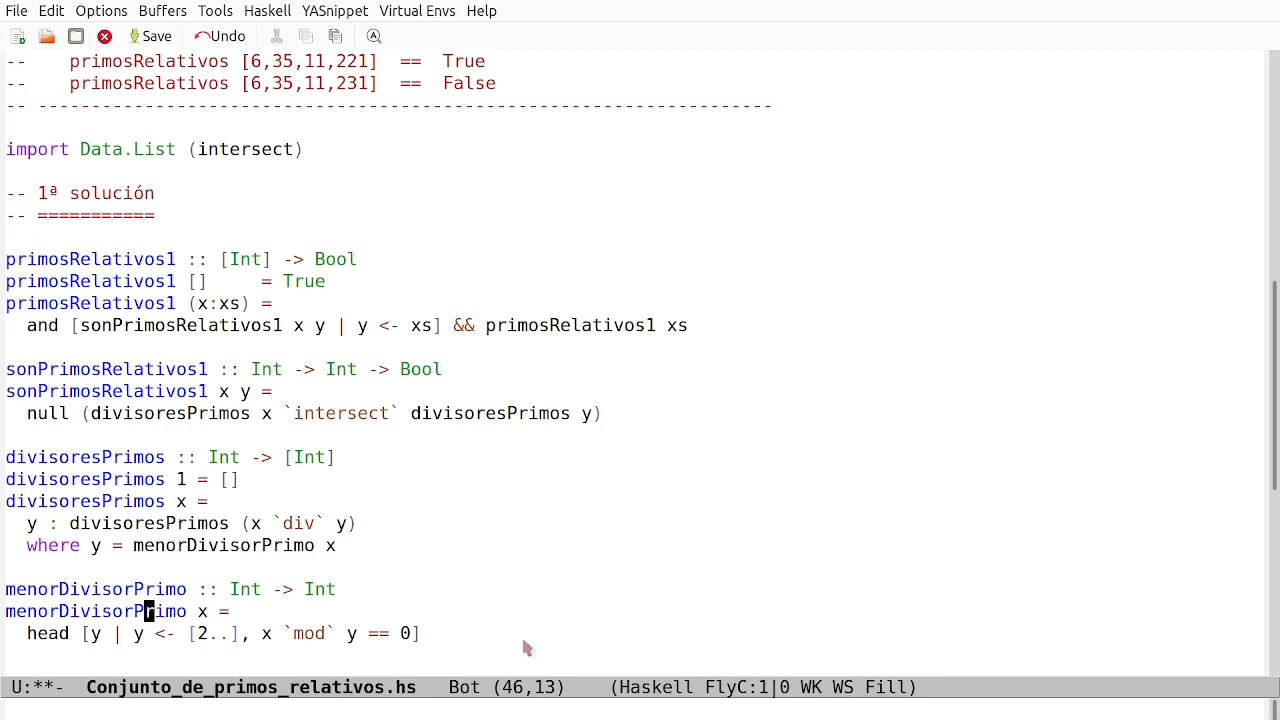 File Edit Options Buffers Tools Haskell YASnippet Virtual Envs Help
Save Undo
--    primosRelativos [6,35,11,221]  ==  True
--    primosRelativos [6,35,11,231]  ==  False
-- ---------------------------------------------------------------------
import Data.List (intersect)
-- 1ª solución
-- ===========
primosRelativos1 :: [Int] -> Bool
primosRelativos1 []     = True
primosRelativos1 (x:xs) =
  and [sonPrimosRelativos1 x y | y <- xs] && primosRelativos1 xs
sonPrimosRelativos1 :: Int -> Int -> Bool
sonPrimosRelativos1 x y =
  null (divisoresPrimos x `intersect` divisoresPrimos y)
divisoresPrimos :: Int -> [Int]
divisoresPrimos 1 = []
divisoresPrimos x =
  y : divisoresPrimos (x `div` y)
  where y = menorDivisorPrimo x
menorDivisorPrimo :: Int -> Int
menorDivisorPrimo x =
  head [y | y <- [2..], x `mod` y == 0]
U:**-  Conjunto_de_primos_relativos.hs   Bot (46,13)    (Haskell FlyC:1|0 WK WS Fill)